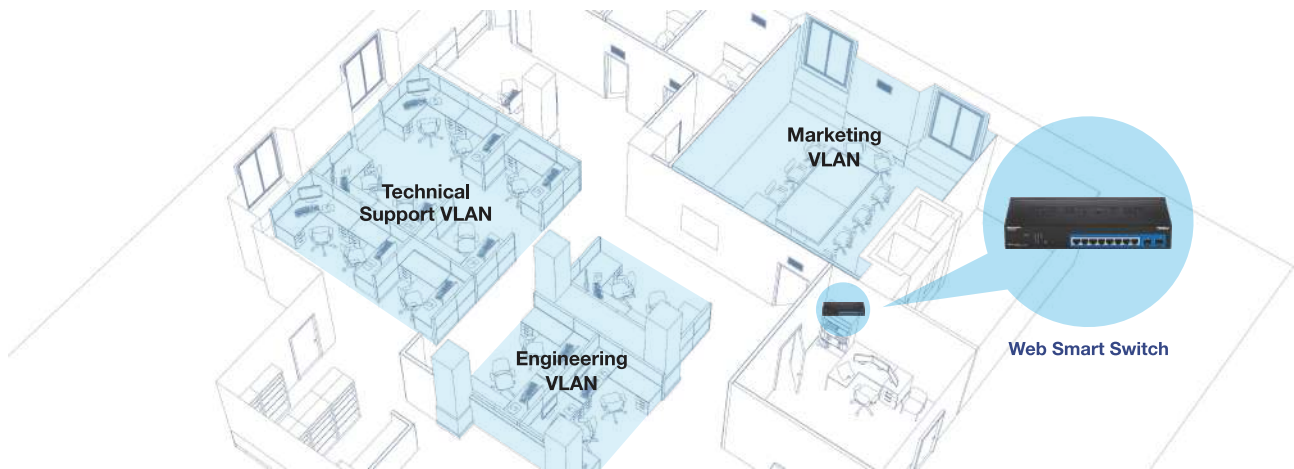 Marketing
VLAN
Technical
Support VLAN
Engineering
VLAN
Web Smart Switch